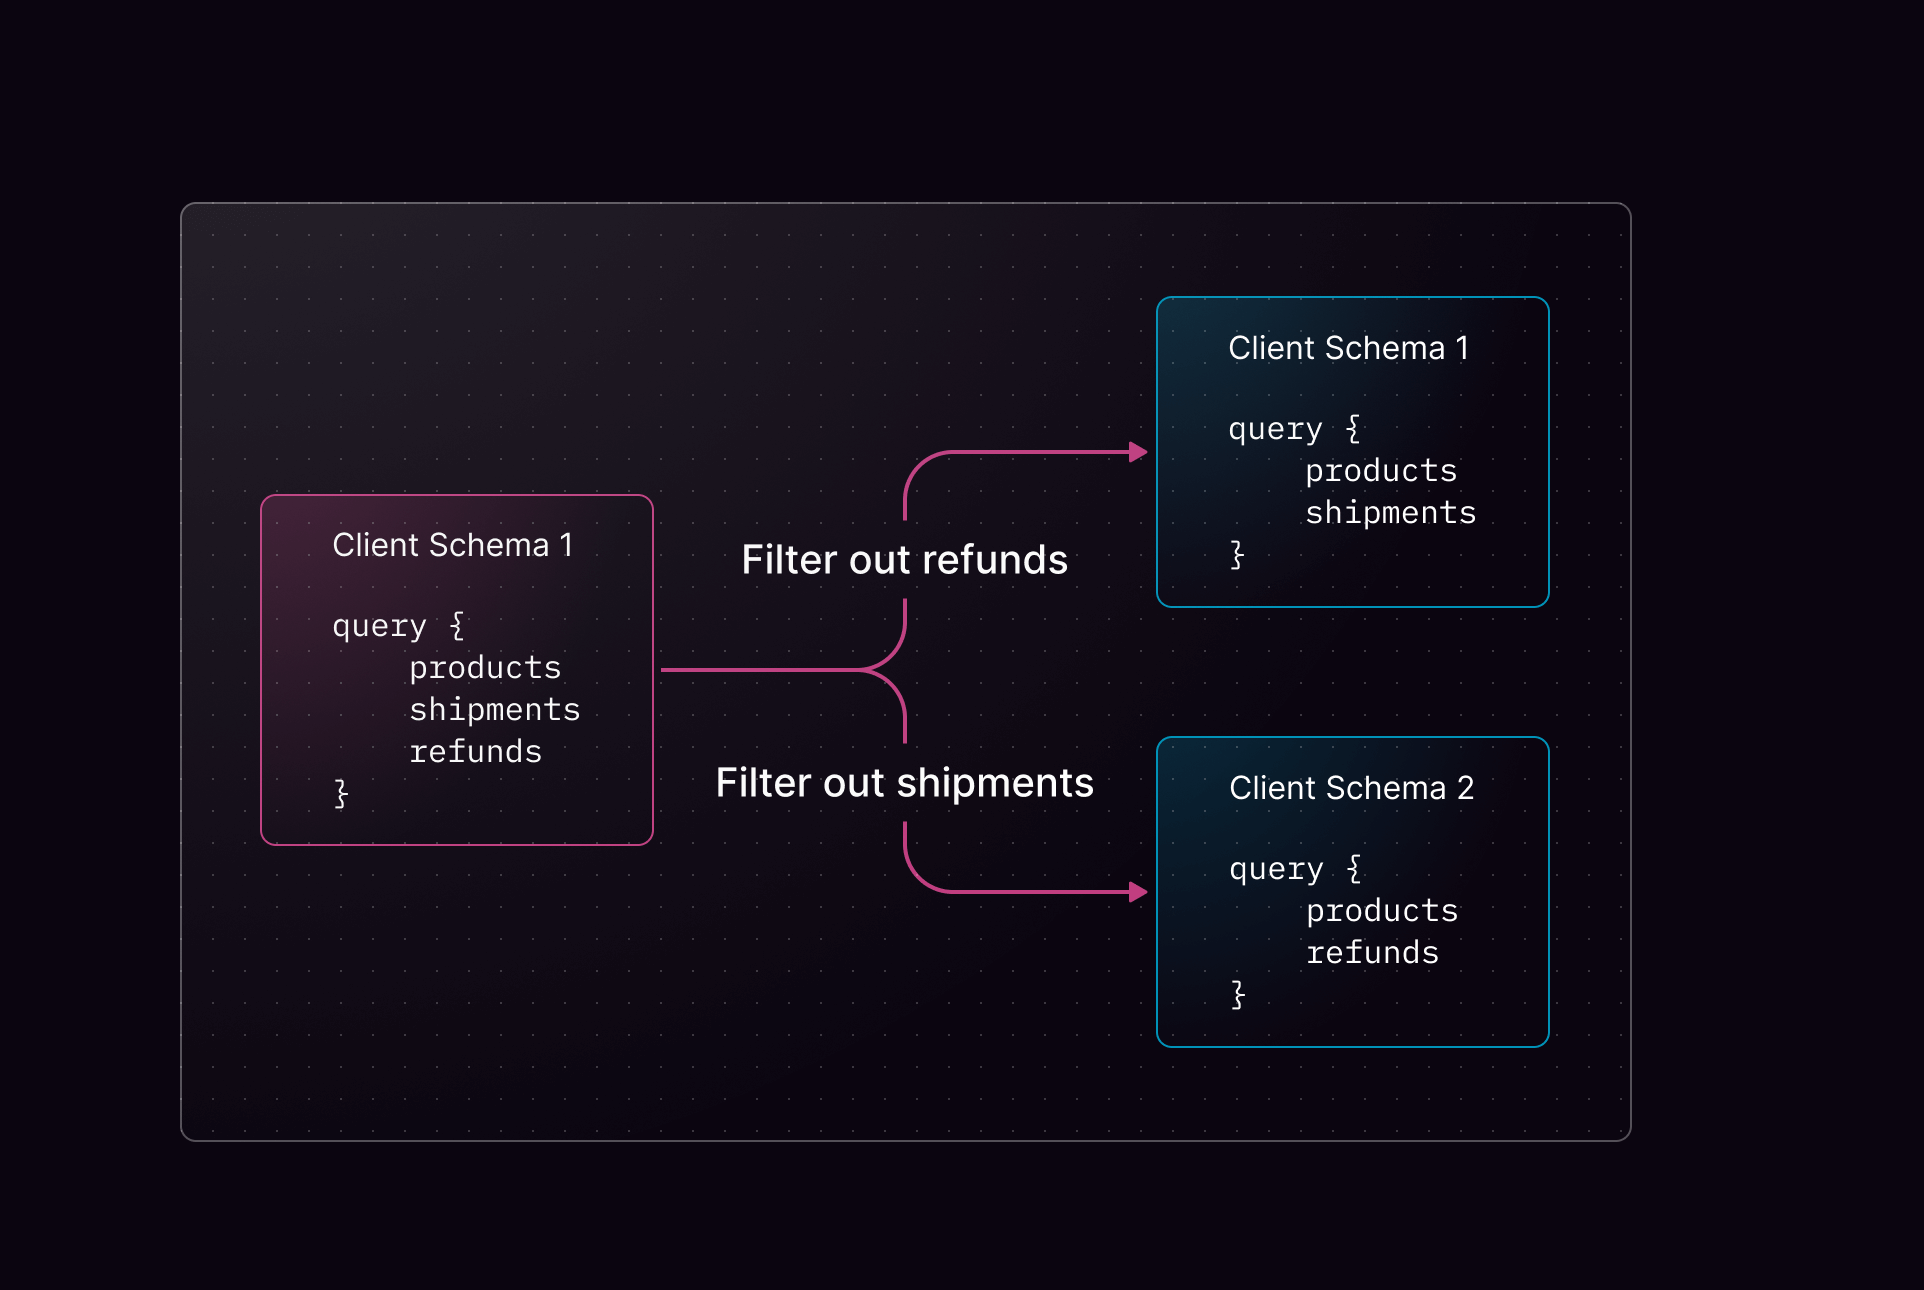 Client Schema 1
query {
products
shipments
refunds
}
Filter out refunds
Filter out shipments
Client Schema 1
query {
products
shipments
}
Client Schema 2
query {
products
refunds
}